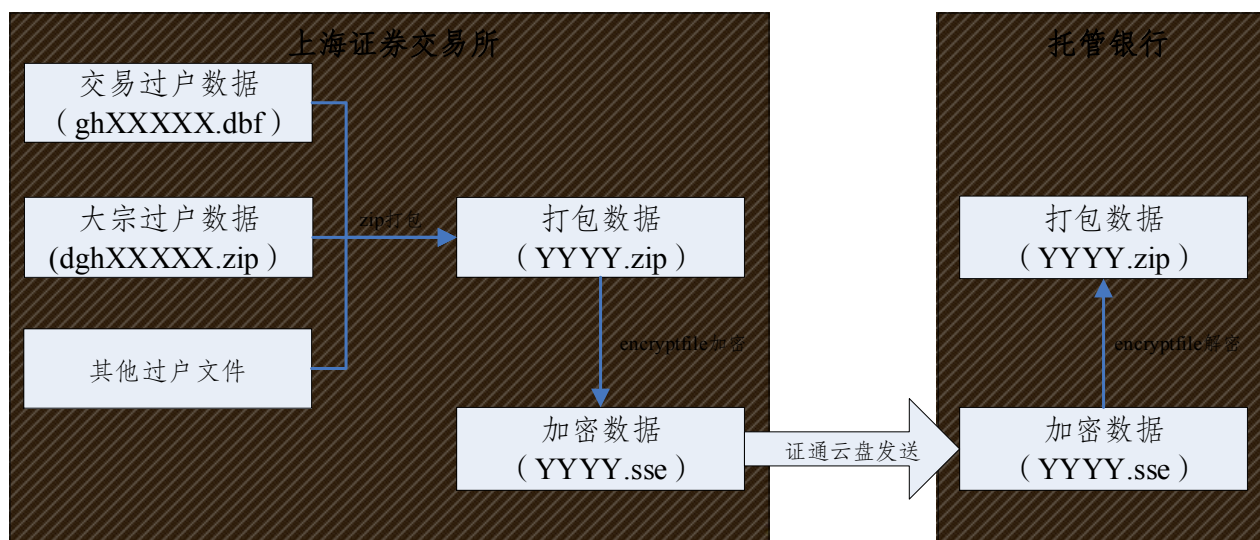 上海证券交易所
托管银行
交易过户数据
（ghXXXXX.dbf）
大宗过户数据
(dghXXXXX.zip）
其他过户文件
zip打包
打包数据
（YYYY.zip）
encryptfile加密
加密数据
（YYYY.sse）
证通云盘发送
打包数据
（YYYY.zip）
encryptfile解密
加密数据
（YYYY.sse）